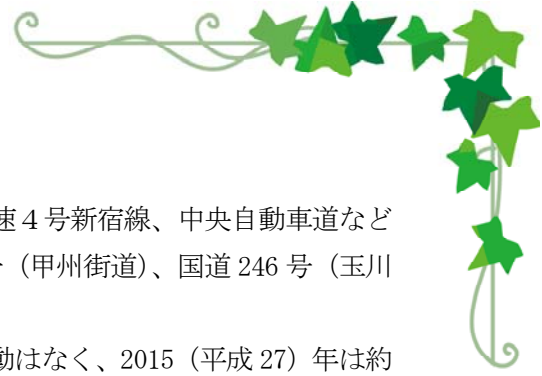 速４号新宿線、中央自動車道など
（甲州街道）、国道 246 号（玉川
動はなく、2015（平成 27）年は約